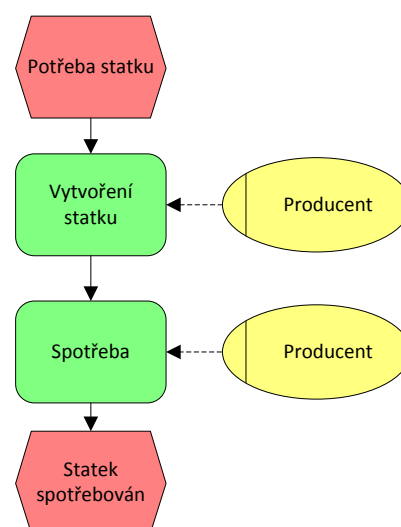 Potřeba statku
Vytvoření
statku
Producent
Spotřeba
Producent
Statek
spotřebován